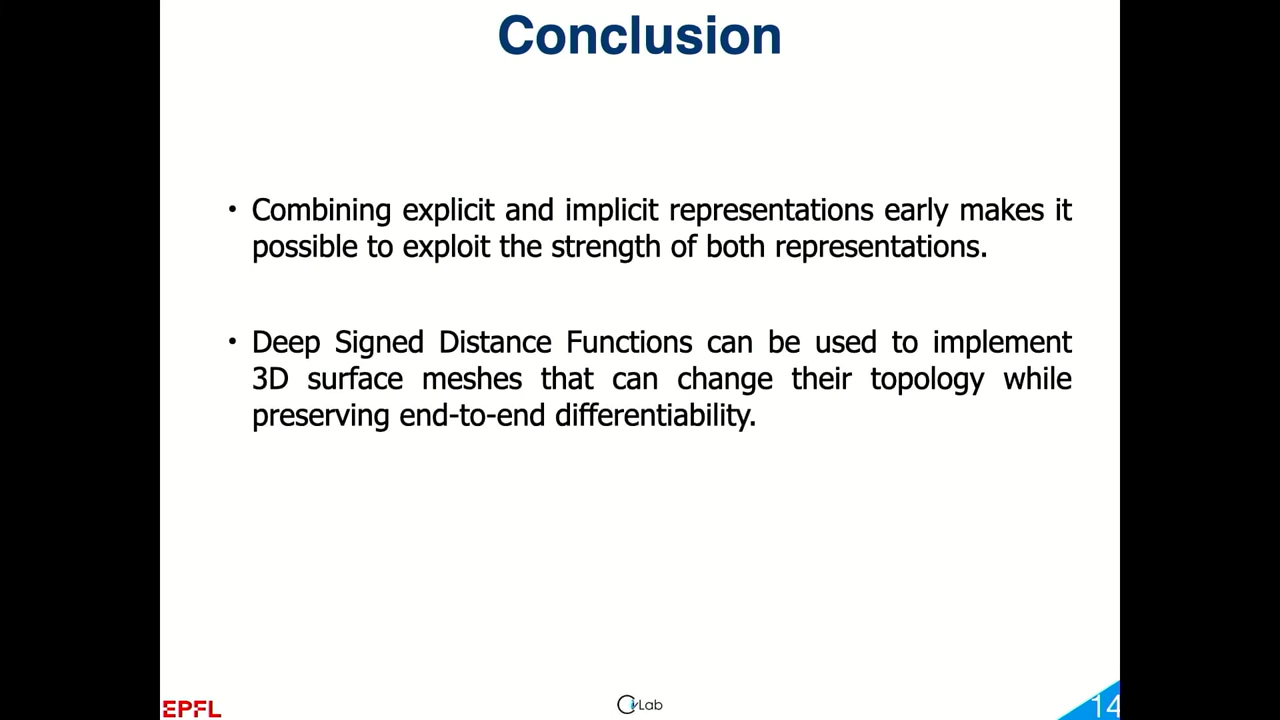 Conclusion
• Combining explicit and implicit representations early makes it
possible to exploit the strength of both representations.
• Deep Signed Distance Functions can be used to implement
3D surface meshes that can change their topology while
preserving end-to-end differentiability.
EPFL
CVLab
14